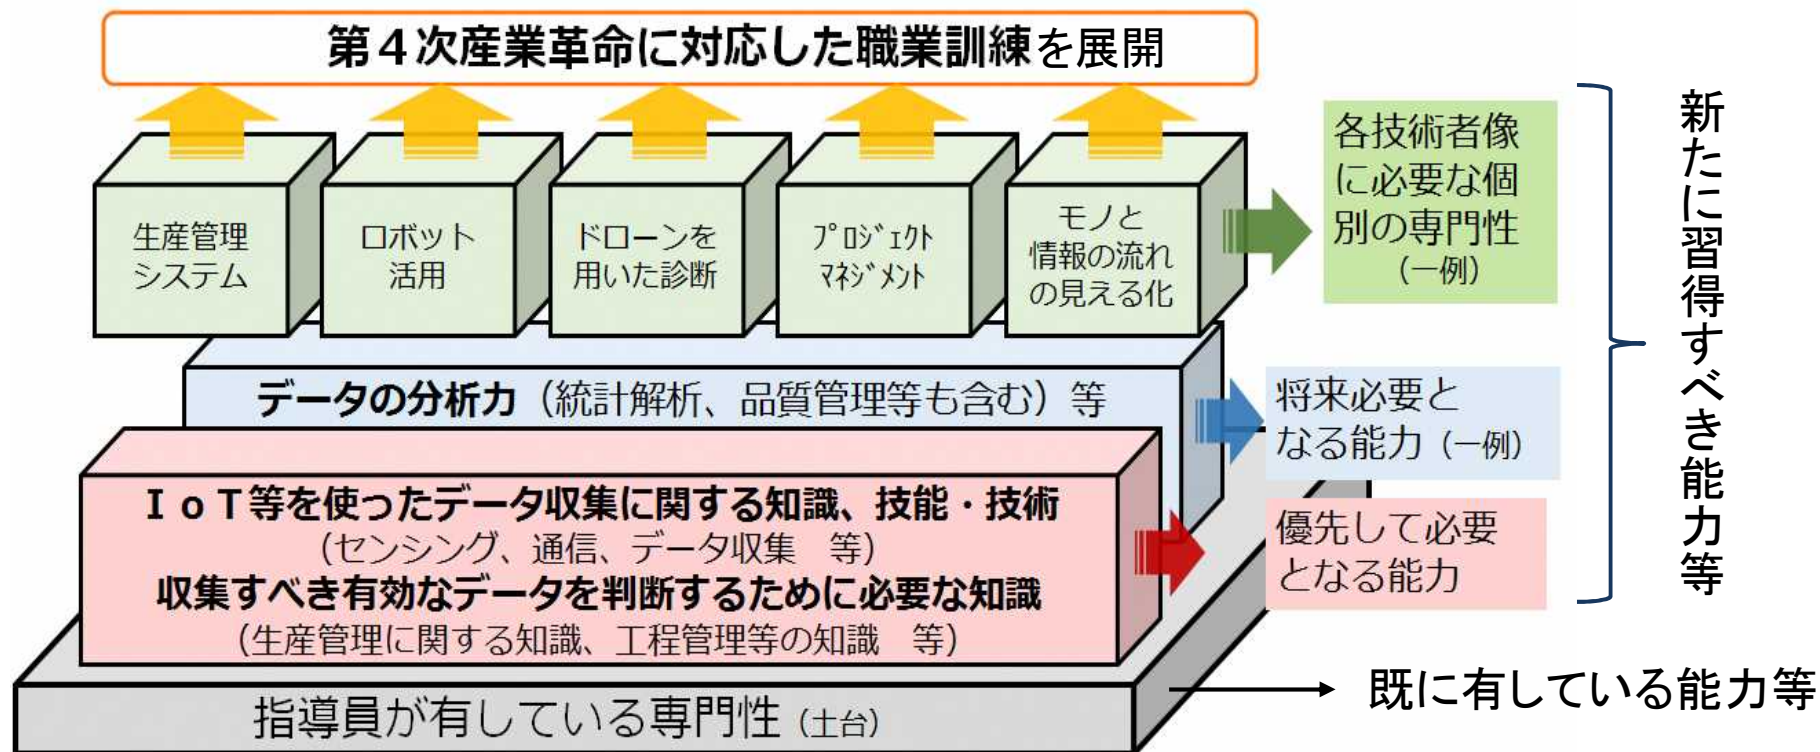 第４次産業革命に対応した職業訓練を展開
生産管理
システム
ロボット
活用
ドローンを
用いた診断
ﾌﾟﾛｼﾞｪｸﾄ
ﾏﾈｼﾞﾒﾝﾄ
モノと
情報の流れ
の見える化
各技術者像
に必要な個
別の専門性
（一例）
データの分析力（統計解析、品質管理等も含む）等
将来必要と
なる能力（一例）
ＩｏＴ等を使ったデータ収集に関する知識、技能・技術
（センシング、通信、データ収集　等）
収集すべき有効なデータを判断するために必要な知識
（生産管理に関する知識、工程管理等の知識　等）
優先して必要
となる能力
新たに習得すべき能力等
指導員が有している専門性（土台）
既に有している能力等